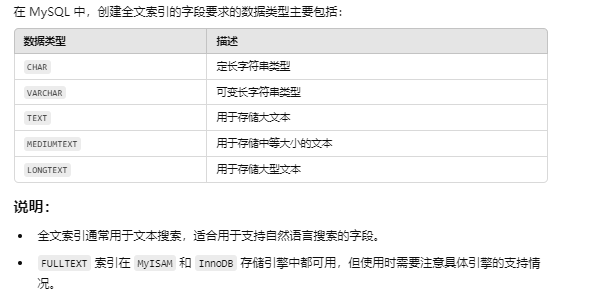 在 MySQL 中，创建全文索引的字段要求的数据类型主要包括：
数据类型 描述
CHAR 定长字符串类型
VARCHAR 可变长字符串类型
TEXT 用于存储大文本
MEDIUMTEXT 用于存储中等大小的文本
LONGTEXT 用于存储大型文本
说明：
• 全文索引通常用于文本搜索，适合用于支持自然语言搜索的字段。
• FULLTEXT 索引在 MyISAM 和 InnoDB 存储引擎中都可用，但使用时需要注意具体引擎的支持情
况。